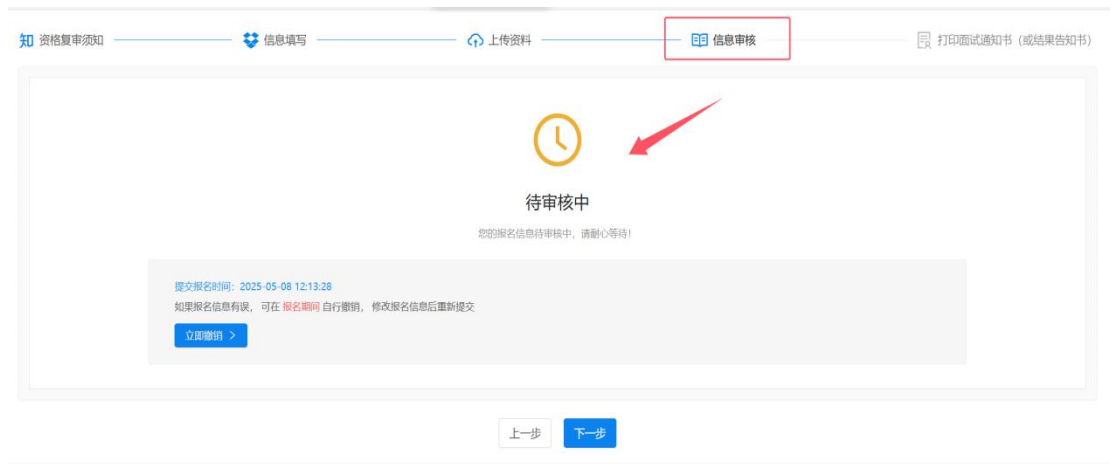 知 资格复审须知 信息填写 上传资料 信息审核 打印面试通知书（或结果告知书）
待审核中
您的报名信息待审核中，请耐心等待！
提交报名时间：2025-05-08 12:13:28
如果报名信息有误，可在 报名期间 自行撤销，修改报名信息后重新提交
立即撤销 >
上一步 下一步